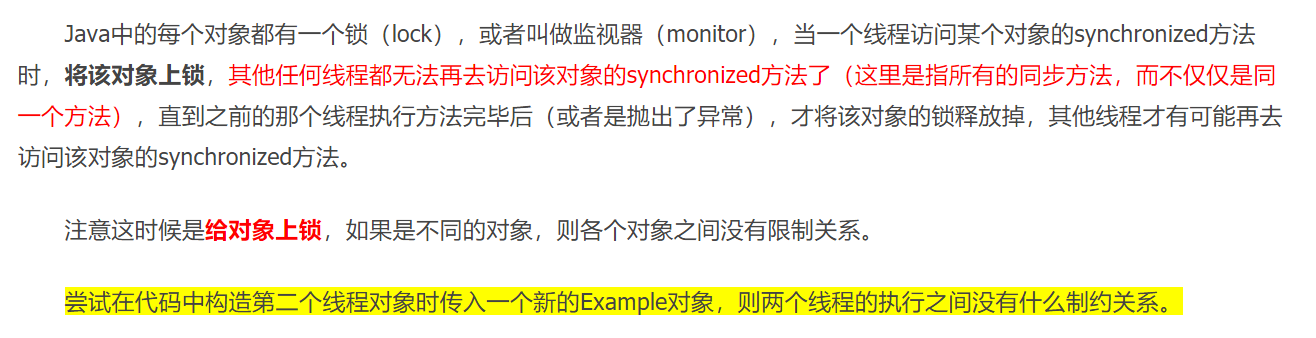 Java中的每个对象都有一个锁（lock），或者叫做监视器（monitor），当一个线程访问某个对象的synchronized方法
时，将该对象上锁，其他任何线程都无法再去访问该对象的synchronized方法了（这里是指所有的同步方法，而不仅仅是同
一个方法），直到之前的那个线程执行方法完毕后（或者是抛出了异常），才将该对象的锁释放掉，其他线程才有可能再去
访问该对象的synchronized方法。
注意这时候是给对象上锁，如果是不同的对象，则各个对象之间没有限制关系。
尝试在代码中构造第二个线程对象时传入一个新的Example对象，则两个线程的执行之间没有什么制约关系。